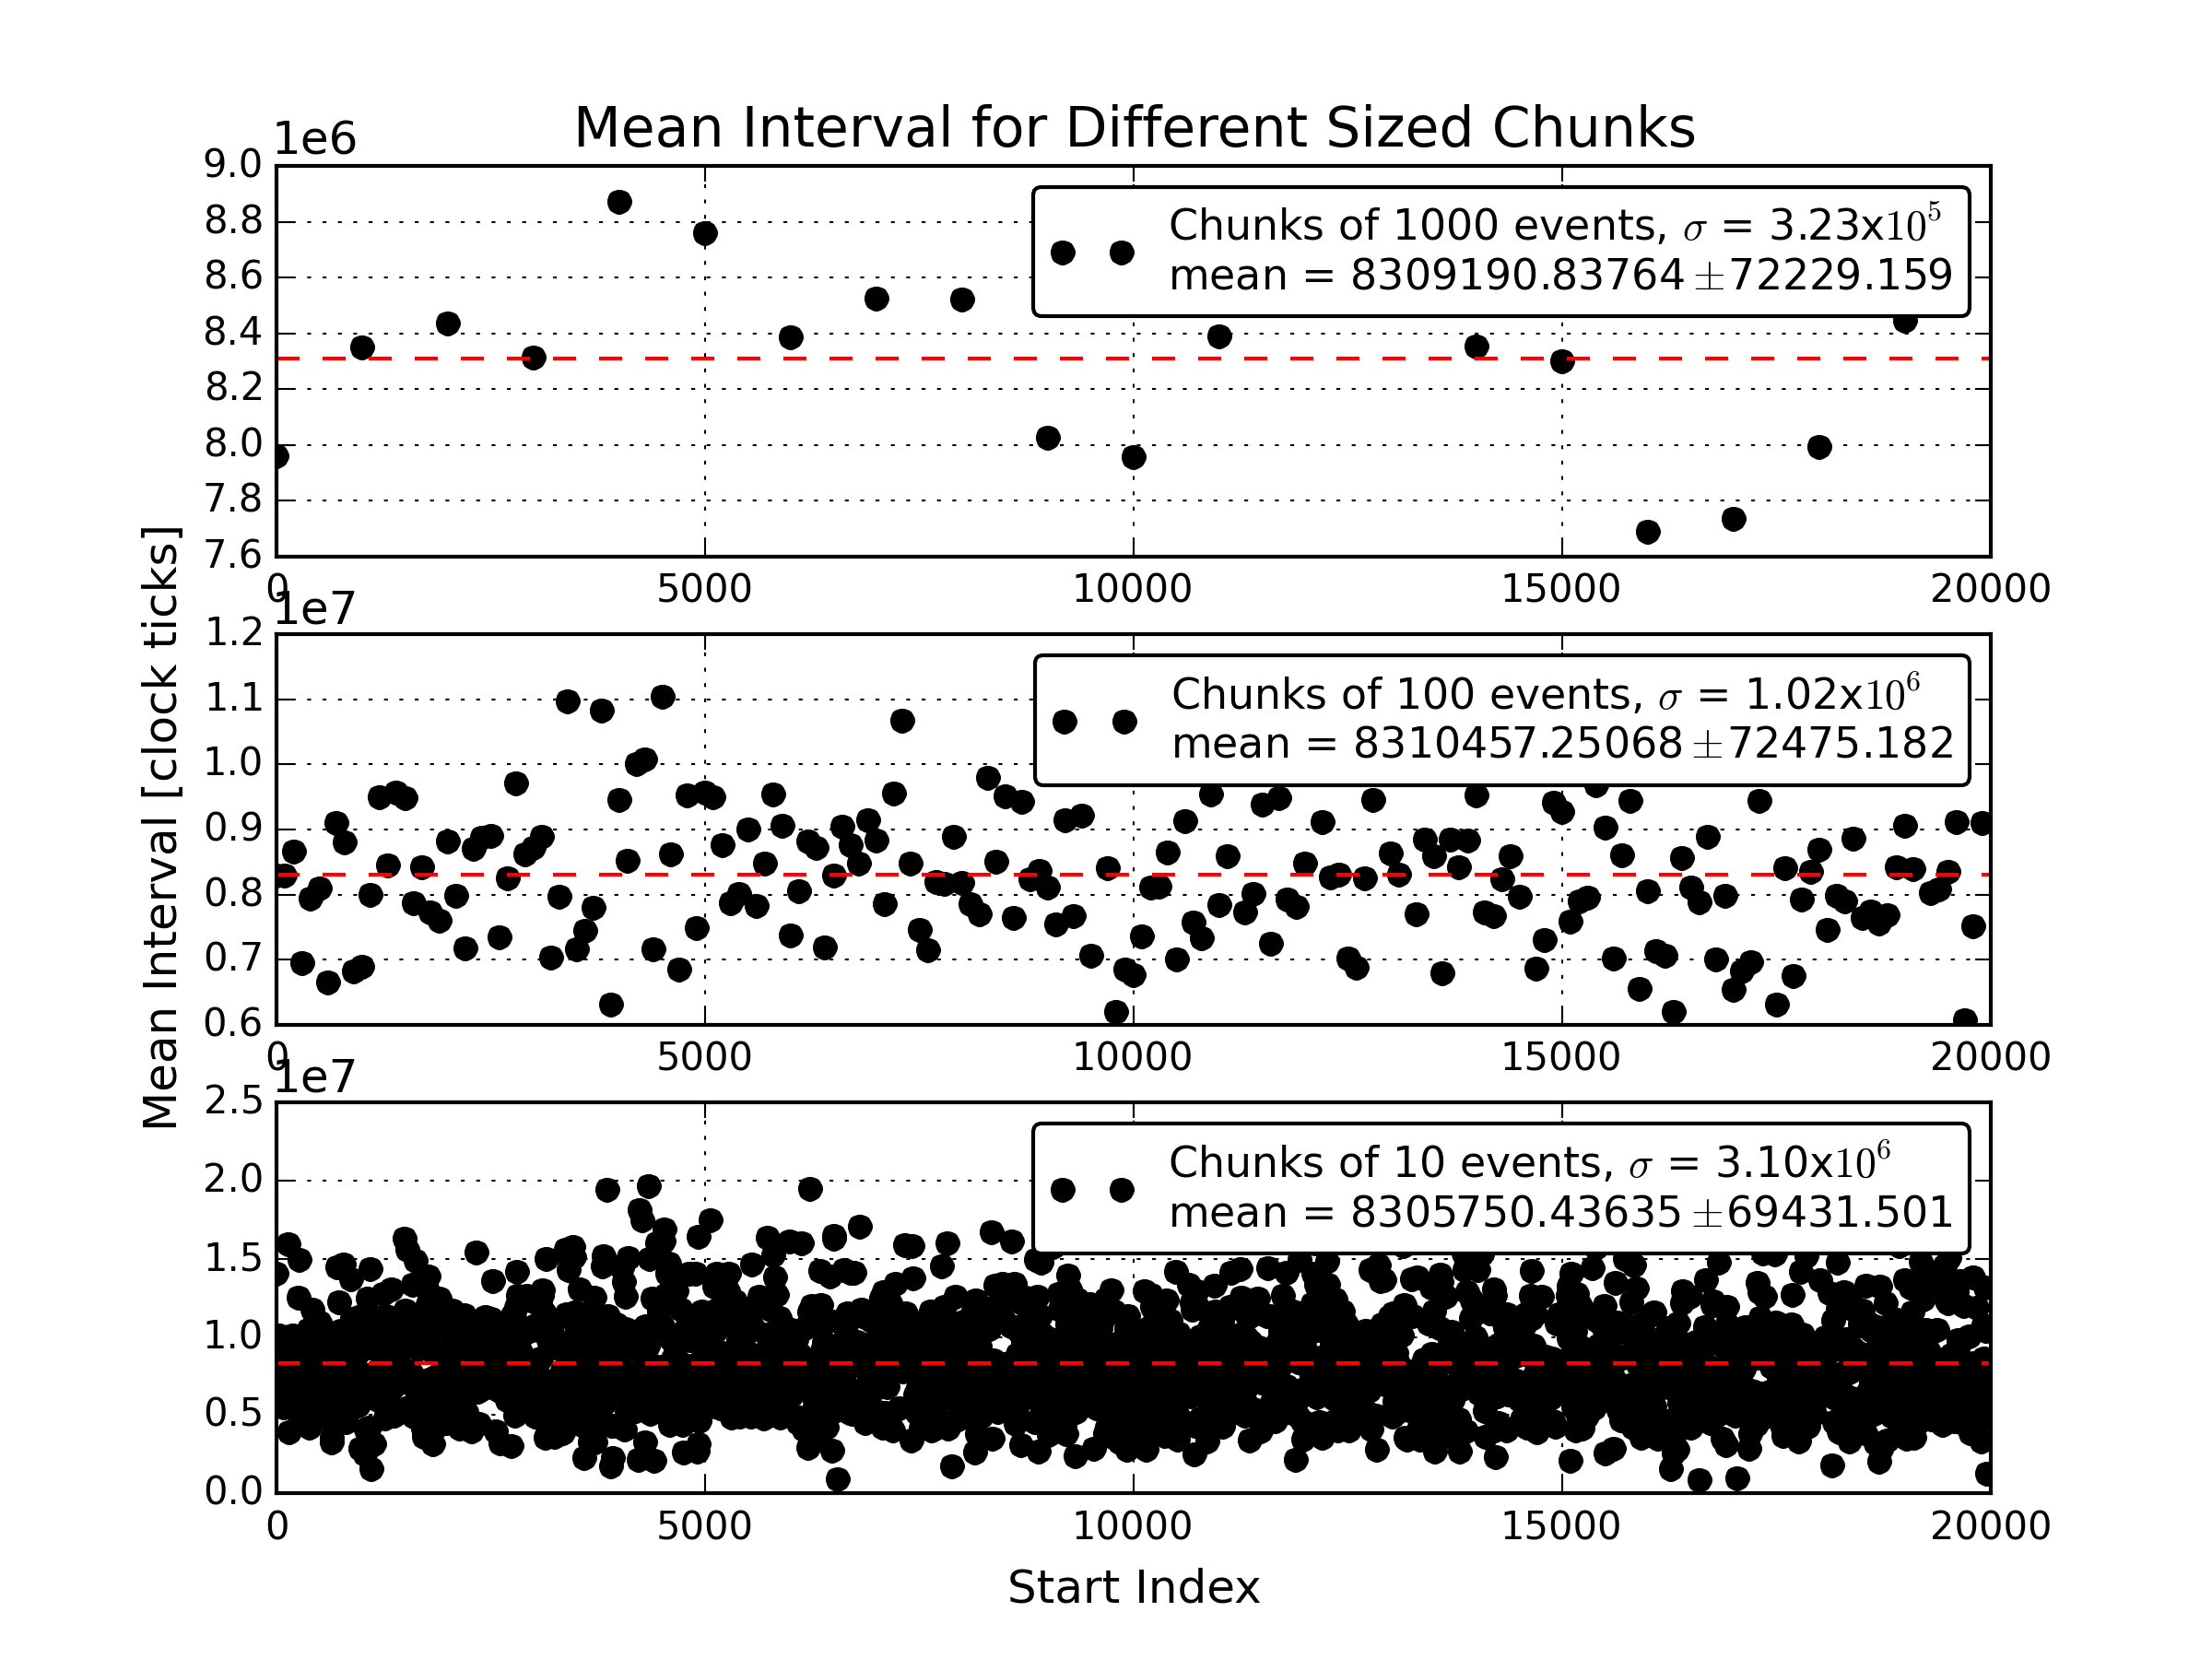 Mean Interval for Different Sized Chunks
1e6
9.0
8.8
8.6
8.4
8.2
8.0
7.8
7.6
Chunks of 1000 events, σ = 3.23x10^5
mean = 8309190.83764 ±72229.159
0 5000 10000 15000 20000
Mean Interval [clock ticks]
1e7
1.2
1.1
1.0
0.9
0.8
0.7
0.6
Chunks of 100 events, σ = 1.02x10^6
mean = 8310457.25068 ±72475.182
0 5000 10000 15000 20000
1e7
2.5
2.0
1.5
1.0
0.5
0.0
Chunks of 10 events, σ = 3.10x10^6
mean = 8305750.43635 ±69431.501
0 5000 10000 15000 20000
Start Index